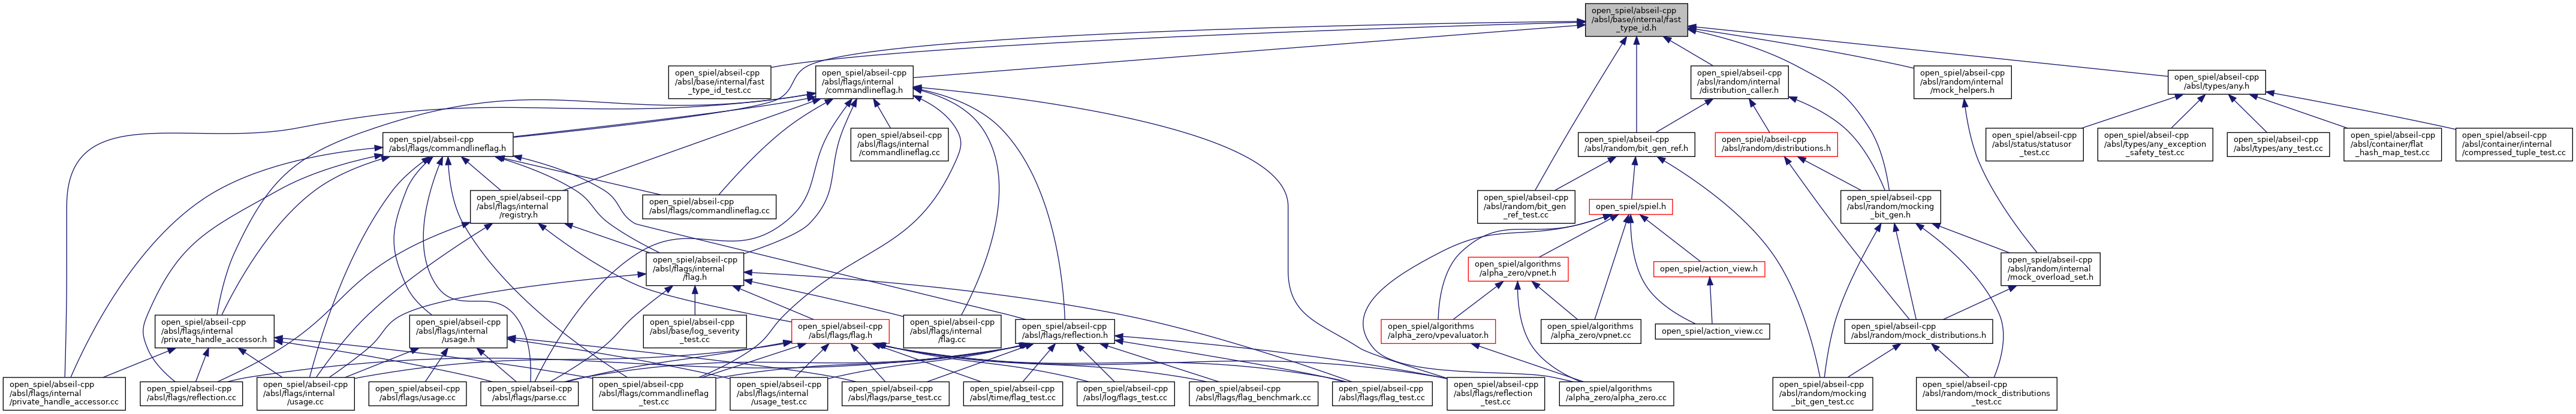 open_spiel/abseil-cpp
/absl/base/internal/fast
_type_id.h
open_spiel/abseil-cpp
/absl/base/internal/fast
_type_id_test.cc
open_spiel/abseil-cpp
/absl/flags/internal
/commandlineflag.h
open_spiel/abseil-cpp
/absl/random/internal
/distribution_caller.h
open_spiel/abseil-cpp
/absl/random/internal
/mock_helpers.h
open_spiel/abseil-cpp
/absl/types/any.h
open_spiel/abseil-cpp
/absl/flags/commandlineflag.h
open_spiel/abseil-cpp
/absl/flags/internal
/commandlineflag.cc
open_spiel/abseil-cpp
/absl/random/bit_gen_ref.h
open_spiel/abseil-cpp
/absl/random/distributions.h
open_spiel/abseil-cpp
/absl/status/statusor
_test.cc
open_spiel/abseil-cpp
/absl/types/any_exception
_safety_test.cc
open_spiel/abseil-cpp
/absl/types/any_test.cc
open_spiel/abseil-cpp
/absl/container/flat
_hash_map_test.cc
open_spiel/abseil-cpp
/absl/container/internal
/compressed_tuple_test.cc
open_spiel/abseil-cpp
/absl/flags/internal
/registry.h
open_spiel/abseil-cpp
/absl/flags/commandlineflag.cc
open_spiel/abseil-cpp
/absl/random/bit_gen
_ref_test.cc
open_spiel/spiel.h
open_spiel/abseil-cpp
/absl/random/mocking
_bit_gen.h
open_spiel/abseil-cpp
/absl/flags/internal
/flag.h
open_spiel/algorithms
/alpha_zero/vpnet.h
open_spiel/action_view.h
open_spiel/abseil-cpp
/absl/random/internal
/mock_overload_set.h
open_spiel/abseil-cpp
/absl/flags/internal
/private_handle_accessor.h
open_spiel/abseil-cpp
/absl/flags/internal
/usage.h
open_spiel/abseil-cpp
/absl/base/log_severity
_test.cc
open_spiel/abseil-cpp
/absl/flags/flag.h
open_spiel/abseil-cpp
/absl/flags/internal
/flag.cc
open_spiel/abseil-cpp
/absl/flags/reflection.h
open_spiel/algorithms
/alpha_zero/vpevaluator.h
open_spiel/algorithms
/alpha_zero/vpnet.cc
open_spiel/action_view.cc
open_spiel/abseil-cpp
/absl/random/mock_distributions.h
open_spiel/abseil-cpp
/absl/flags/internal
/private_handle_accessor.cc
open_spiel/abseil-cpp
/absl/flags/reflection.cc
open_spiel/abseil-cpp
/absl/flags/internal
/usage.cc
open_spiel/abseil-cpp
/absl/flags/usage.cc
open_spiel/abseil-cpp
/absl/flags/parse.cc
open_spiel/abseil-cpp
/absl/flags/commandlineflag
_test.cc
open_spiel/abseil-cpp
/absl/flags/internal
/usage_test.cc
open_spiel/abseil-cpp
/absl/flags/parse_test.cc
open_spiel/abseil-cpp
/absl/time/flag_test.cc
open_spiel/abseil-cpp
/absl/log/flags_test.cc
open_spiel/abseil-cpp
/absl/flags/flag_benchmark.cc
open_spiel/abseil-cpp
/absl/flags/flag_test.cc
open_spiel/abseil-cpp
/absl/flags/reflection
_test.cc
open_spiel/algorithms
/alpha_zero/alpha_zero.cc
open_spiel/abseil-cpp
/absl/random/mocking
_bit_gen_test.cc
open_spiel/abseil-cpp
/absl/random/mock_distributions
_test.cc